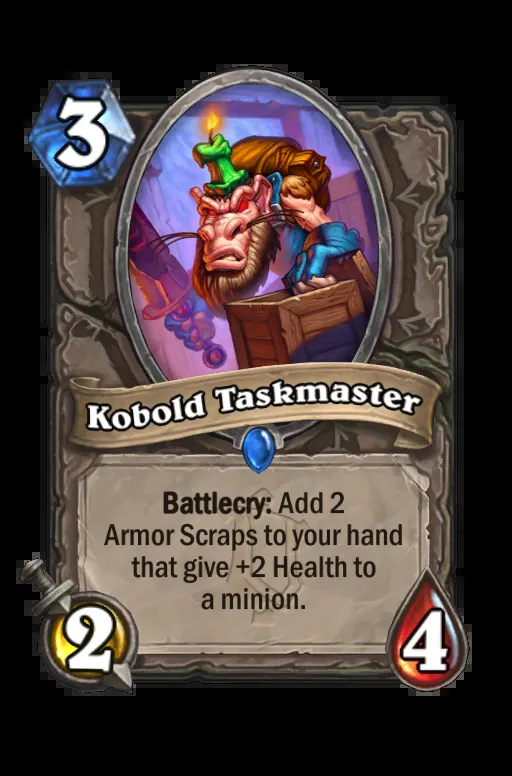 3
Kobold Taskmaster
Battlecry: Add 2
Armor Scraps to your hand
that give +2 Health to
a minion.
2
4